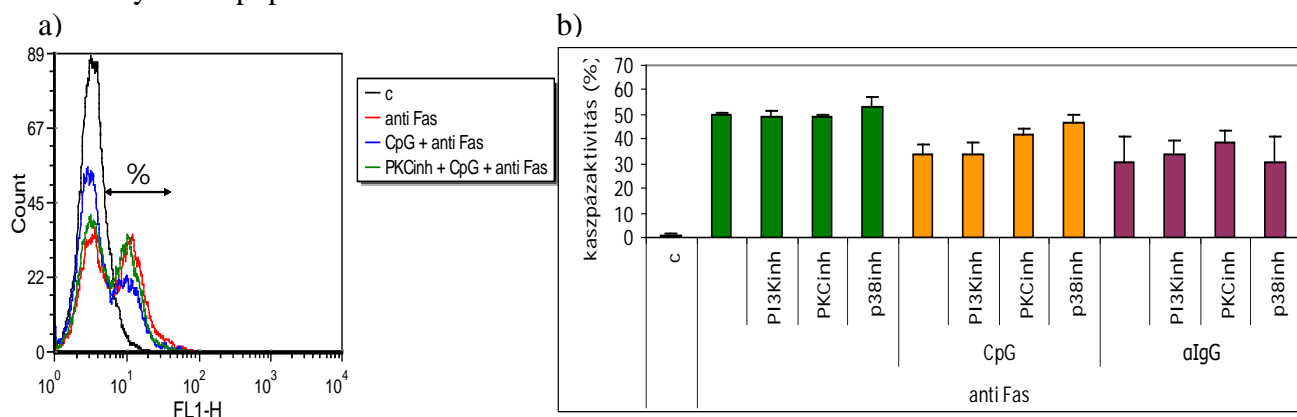 a)
89
67
45
22
0
Count
%
10^0
10^1
10^2
10^3
10^4
FL1-H
c
anti Fas
CpG + anti Fas
PKCinh + CpG + anti Fas
b)
kaszpázaktivitás (%)
70
60
50
40
30
20
10
0
c
PI3Kinh
PKCinh
p38inh
PI3Kinh
PKCinh
p38inh
PI3Kinh
PKCinh
p38inh
CpG
αIgG
anti Fas